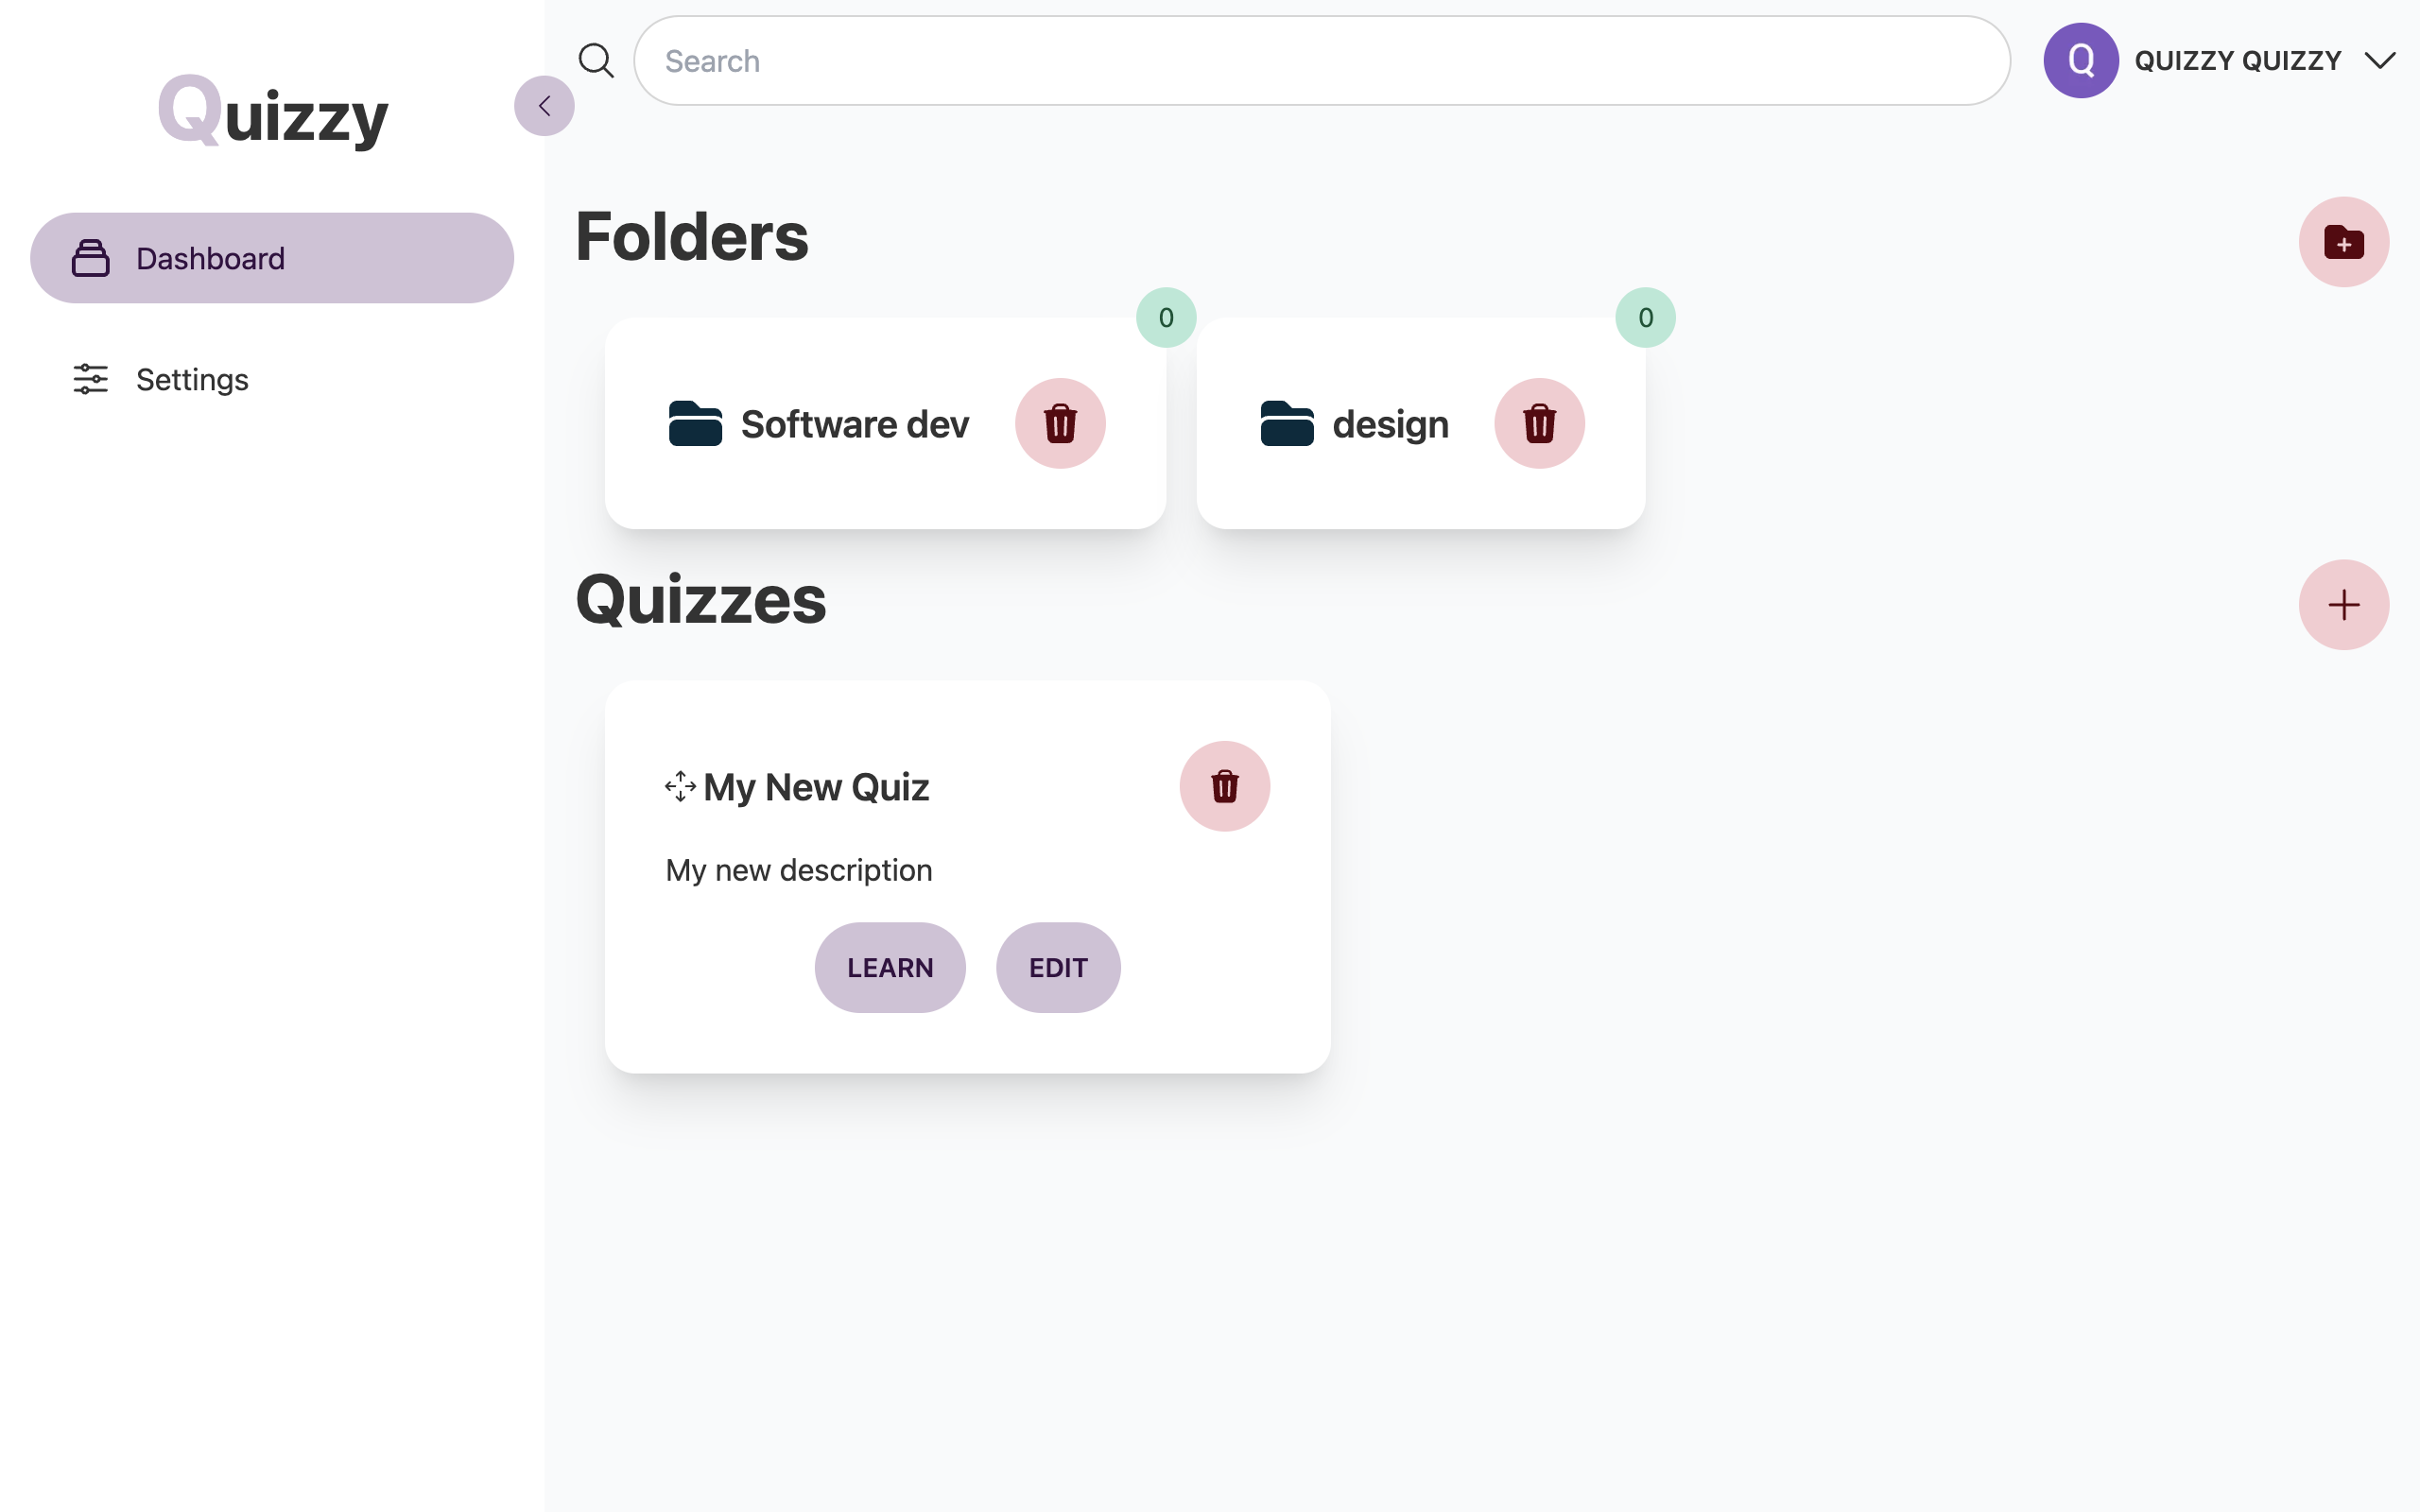 Quizzy
Search
Q
QUIZZY QUIZZY
Dashboard
Settings
Folders
0
0
Software dev
design
Quizzes
My New Quiz
My new description
LEARN
EDIT